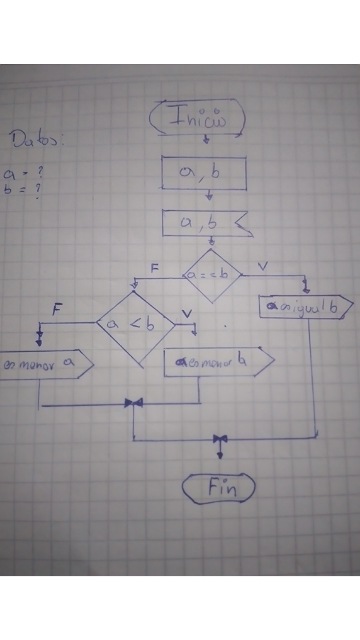 Inicio
Datos:
a = ?
b = ?
a, b
a, b
a == b
F
V
a es igual b
a < b
F
V
es menor a
a es menor b
Fin